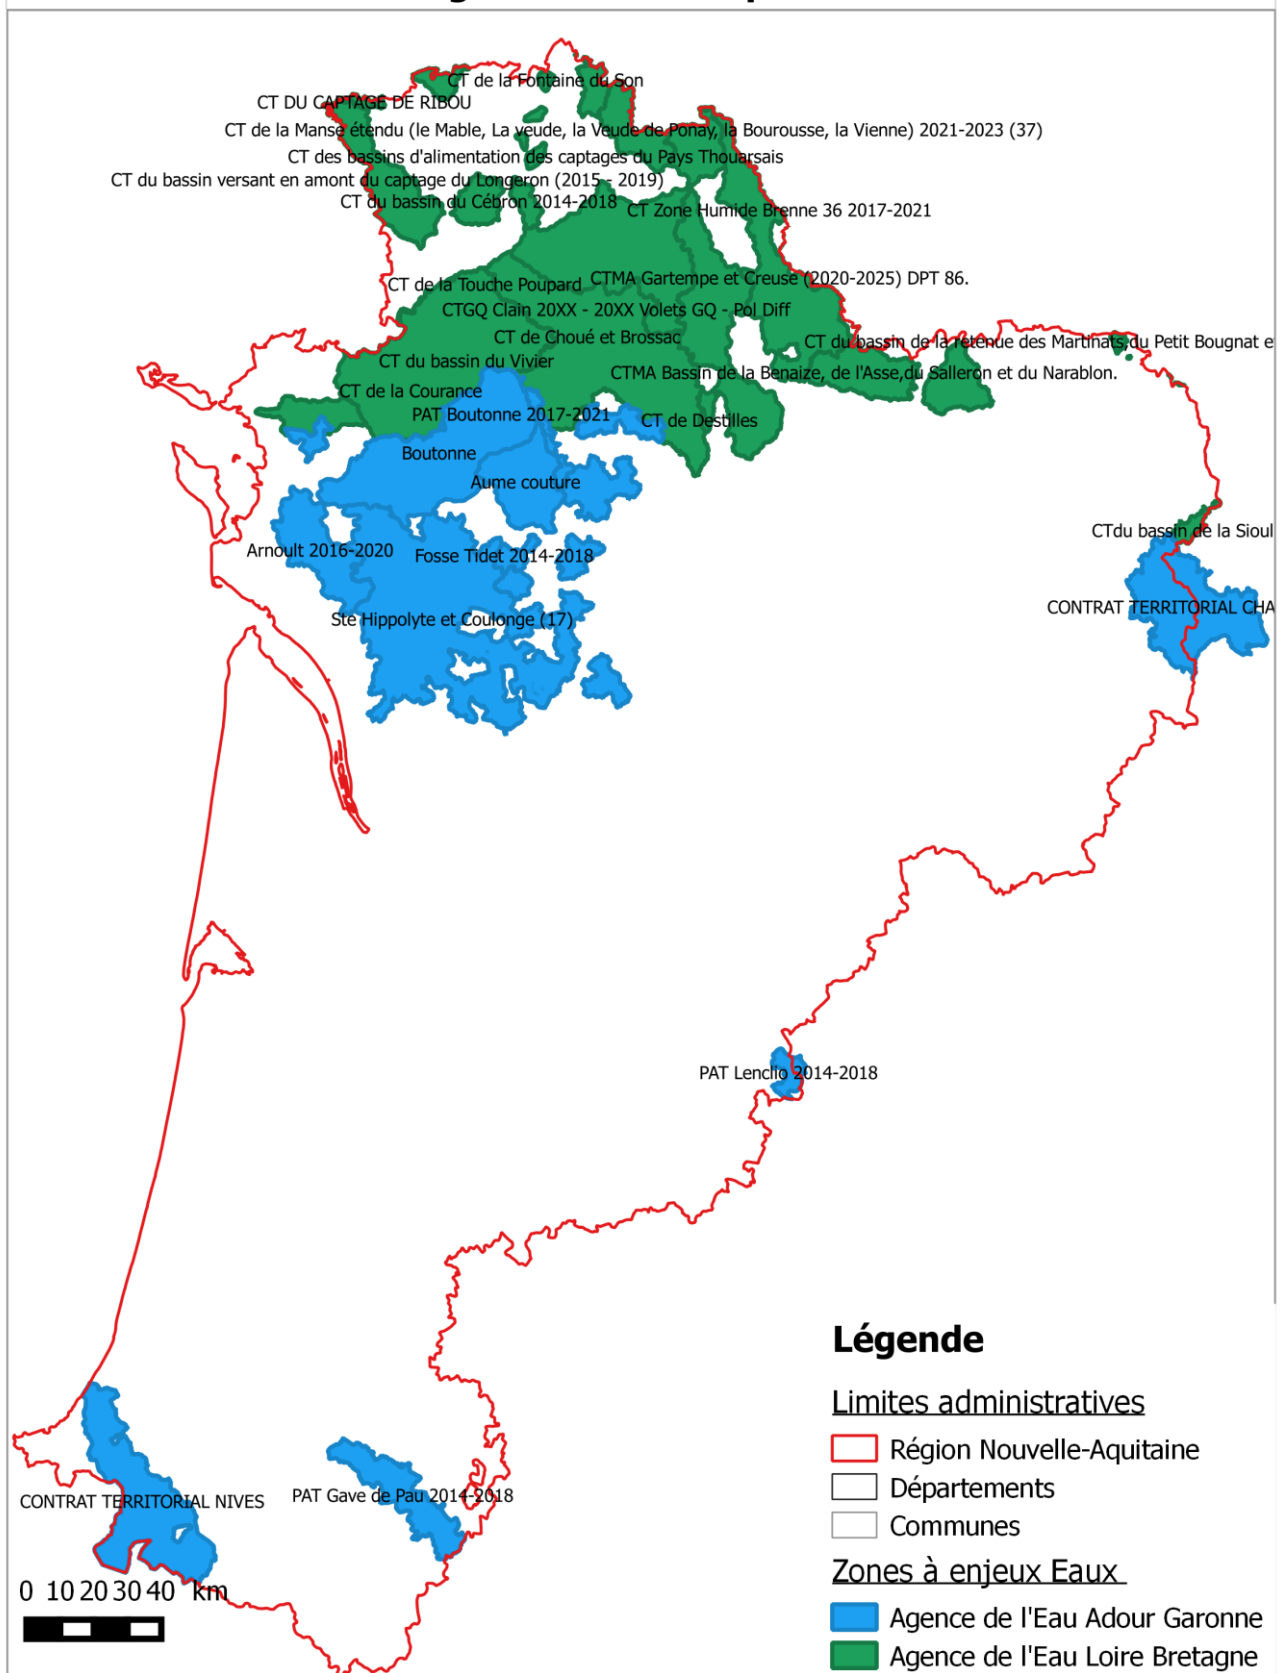 CT de la Fontaine du Son
CT DU CAPTAGE DE RIBOU
CT de la Manse étendu (le Mable, La veude, la Veude de Ponay, la Bourousse, la Vienne) 2021-2023 (37)
CT des bassins d'alimentation des captages du Pays Thouarsais
CT du bassin versant en amont du captage du Longeron (2015 - 2019)
CT du bassin du Cébron 2014-2018
CT Zone Humide Brenne 36 2017-2021
CTMA Gartempe et Creuse (2020-2025) DPT 86.
CT de la Touche Poupard
CTGQ Clain 20XX - 20XX Volets GQ - Pol Diff
CT de Choué et Brossac
CT du bassin de la retenue des Martinats,du Petit Bougnat e
CT du bassin du Vivier
CTMA Bassin de la Benaize, de l'Asse,du Salleron et du Narablon.
CT de la Courance
PAT Boutonne 2017-2021
CT de Destilles
Boutonne
Aume couture
CTdu bassin de la Sioul
Arnoult 2016-2020
Fosse Tidet 2014-2018
CONTRAT TERRITORIAL CHA
Ste Hippolyte et Coulonge (17)
PAT Lenclio 2014-2018
CONTRAT TERRITORIAL NIVES
PAT Gave de Pau 2014-2018
0 10 20 30 40 km
Légende
Limites administratives
Région Nouvelle-Aquitaine
Départements
Communes
Zones à enjeux Eaux
Agence de l'Eau Adour Garonne
Agence de l'Eau Loire Bretagne